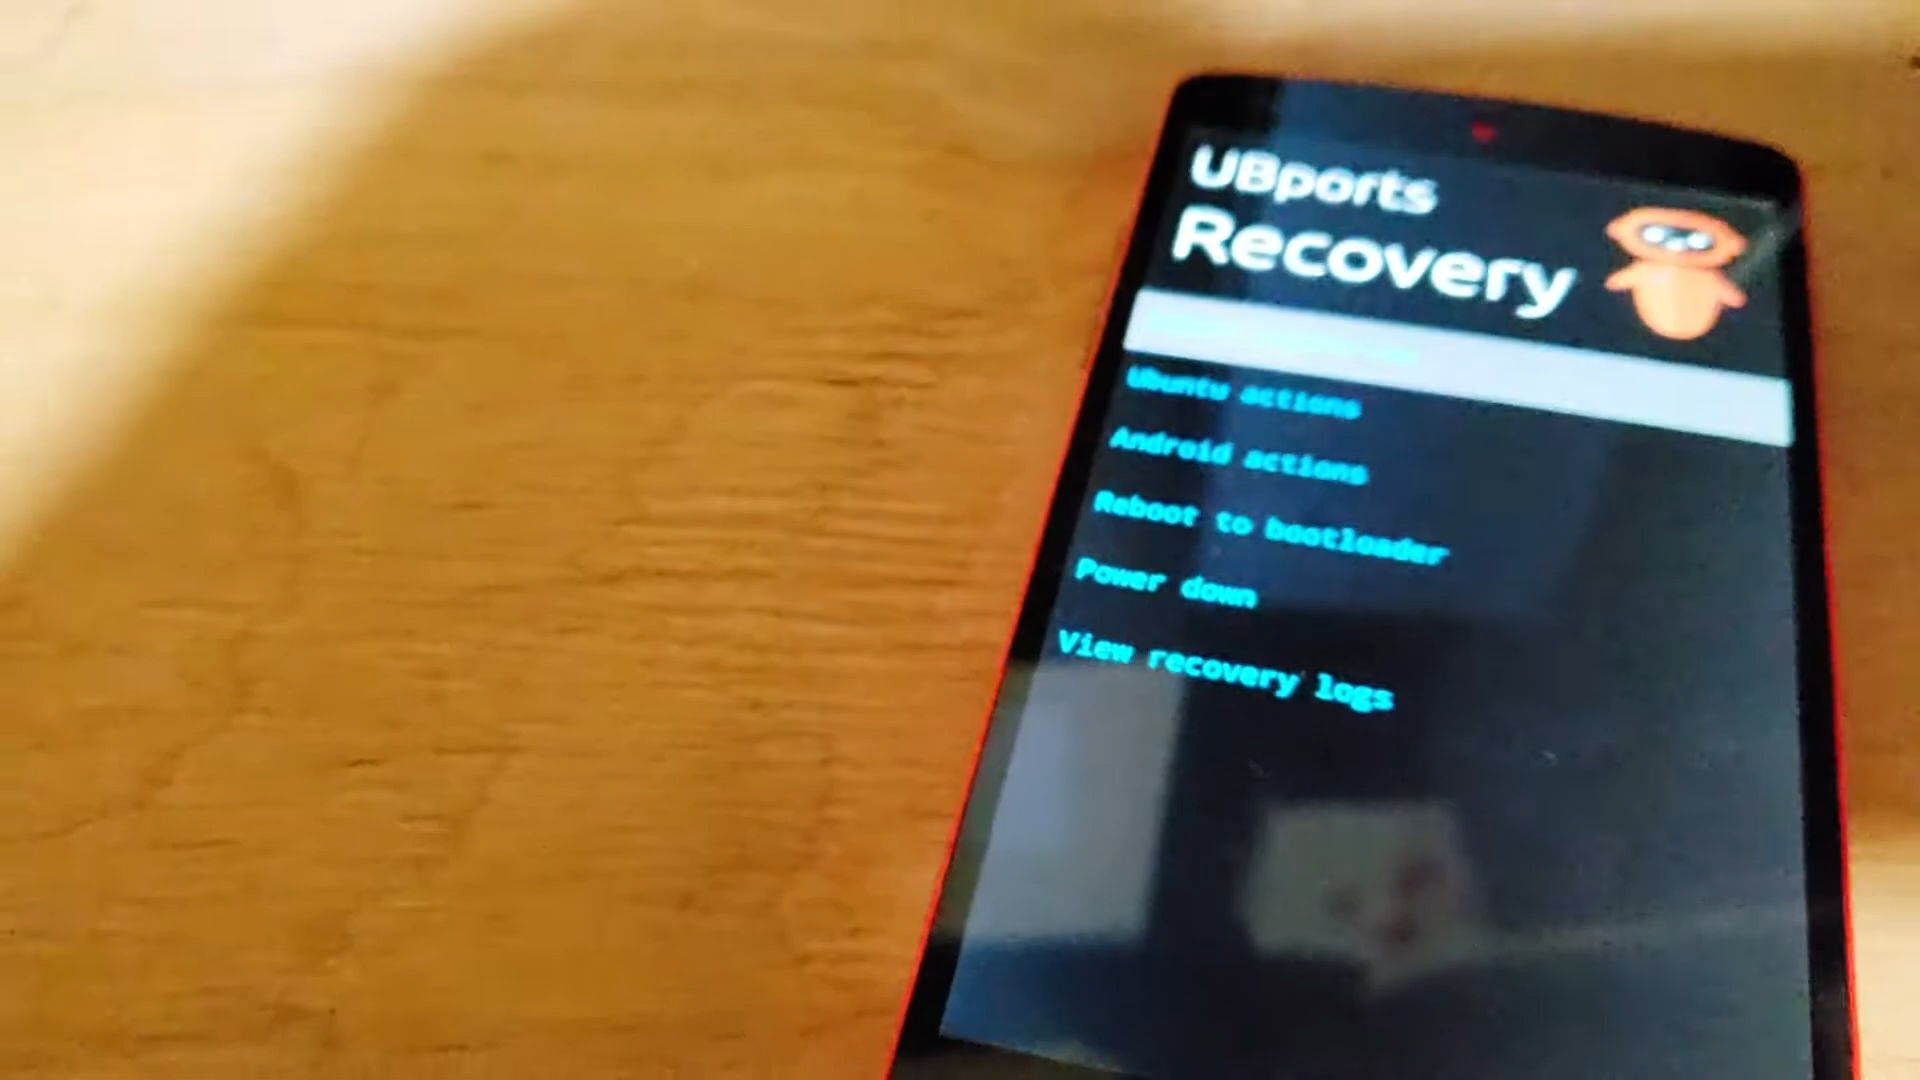 UBports
Recovery
Ubuntu actions
Android actions
Reboot to bootloader
Power down
View recovery logs